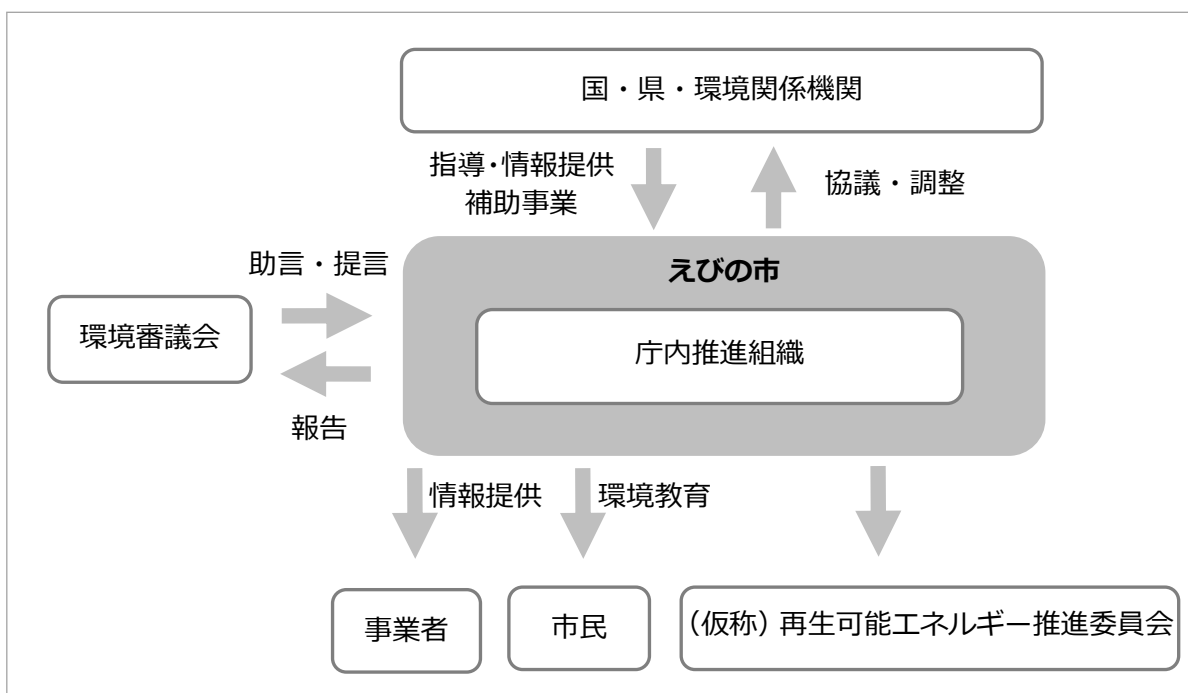 国・県・環境関係機関
指導・情報提供
補助事業
協議・調整
助言・提言
えびの市
環境審議会
庁内推進組織
報告
情報提供
環境教育
事業者
市民
(仮称)再生可能エネルギー推進委員会